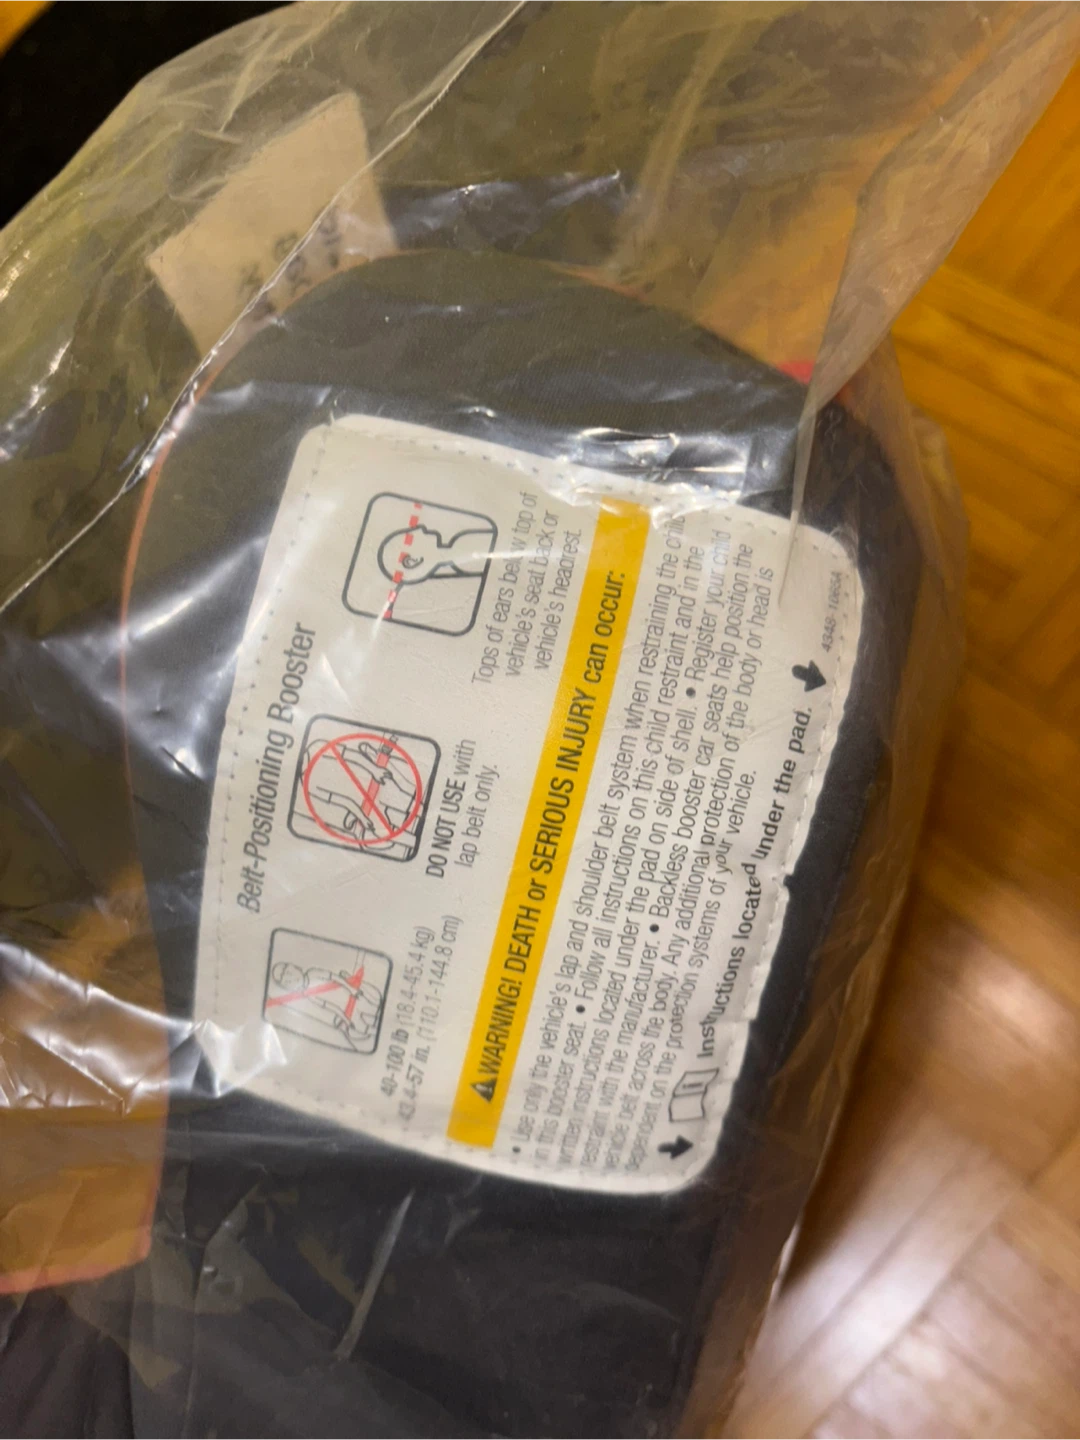 Belt-Positioning Booster
40-100 lb (18.4-45.4 kg)
43.4-57 in. (110.1-144.8 cm)
DO NOT USE with
lap belt only.
Tops of ears below top of
vehicle's seat back or
vehicle's headrest.
WARNING! DEATH or SERIOUS INJURY can occur:
• Use only the vehicle's lap and shoulder belt system when restraining the child
in this booster seat. • Follow all instructions on this child restraint and in the
written instructions located under the pad on side of shell. • Register your child
restraint with the manufacturer. • Backless booster car seats help position the
vehicle belt across the body. Any additional protection of the body or head is
dependent on the protection systems of your vehicle.
Instructions located under the pad.
4348-1065A